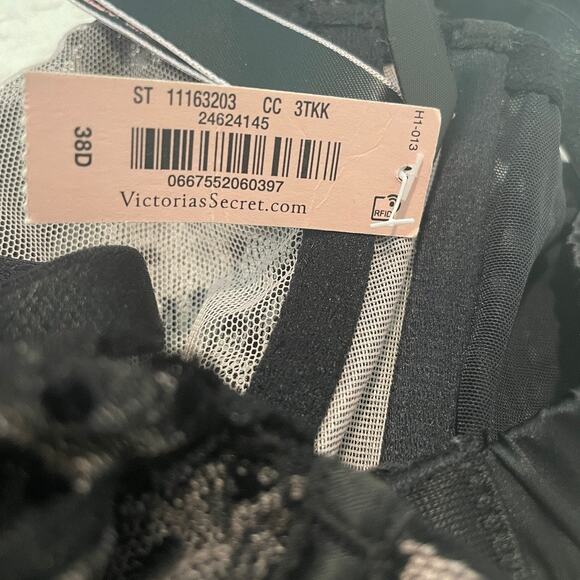 ST 11163203 CC 3TKK
24624145
38D
0667552060397
VictoriasSecret.com
H1-013
RFID